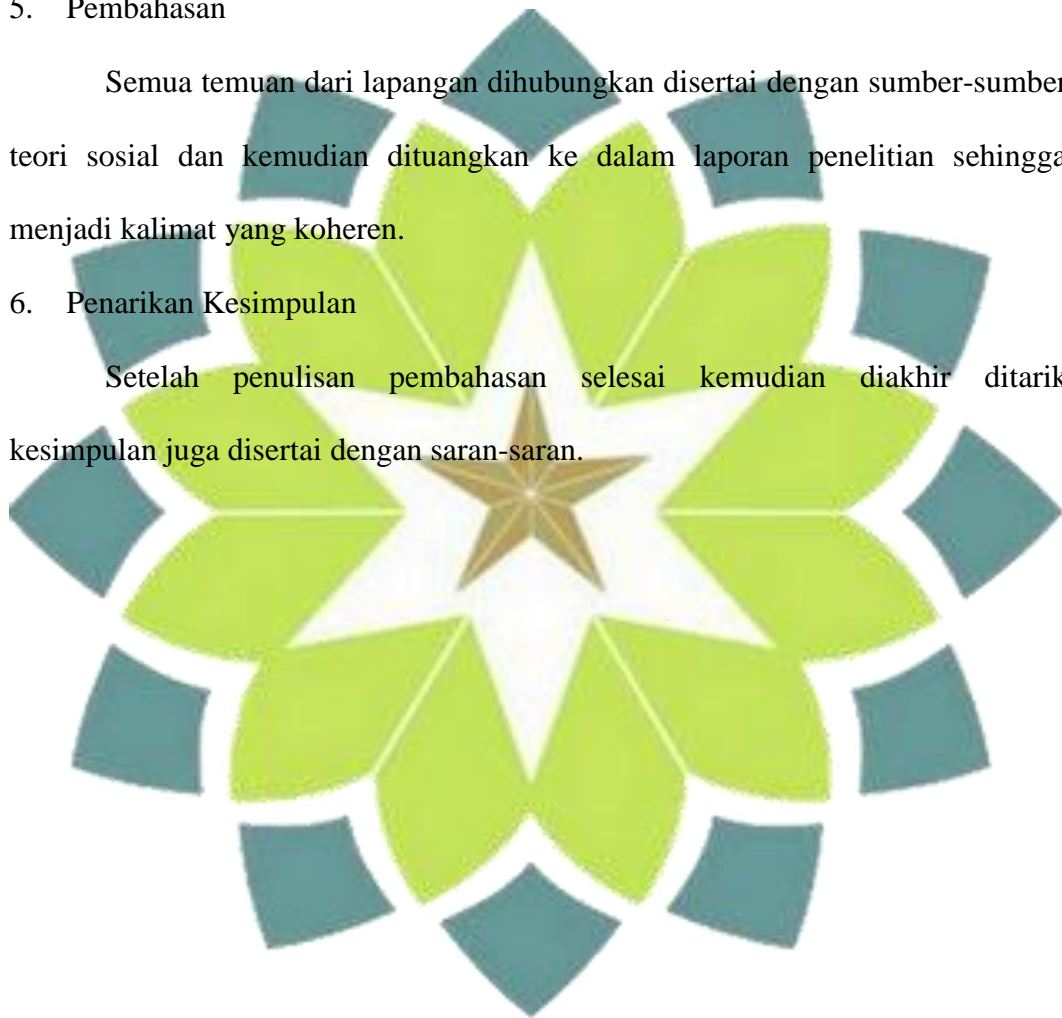 5. Pembahasan
Semua temuan dari lapangan dihubungkan disertai dengan sumber-sumber
teori sosial dan kemudian dituangkan ke dalam laporan penelitian sehingga
menjadi kalimat yang koheren.
6. Penarikan Kesimpulan
Setelah penulisan pembahasan selesai kemudian diakhir ditarik
kesimpulan juga disertai dengan saran-saran.